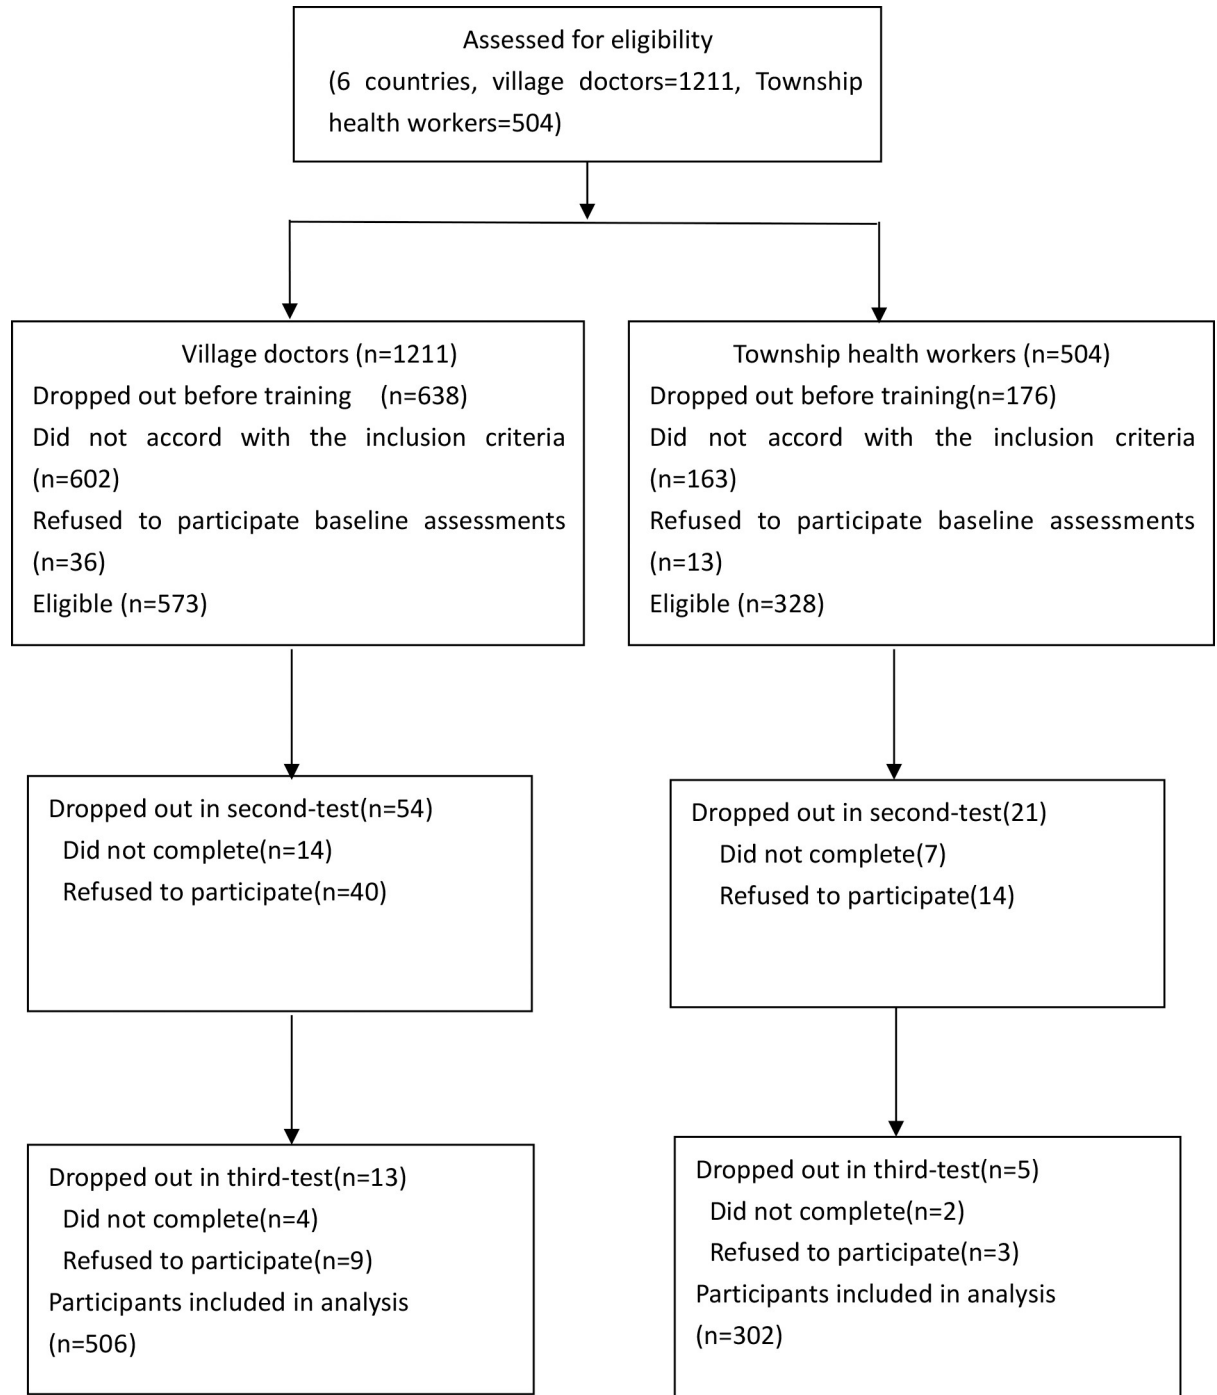 Assessed for eligibility
(6 countries, village doctors=1211, Township
health workers=504)
Village doctors (n=1211)
Dropped out before training (n=638)
Did not accord with the inclusion criteria
(n=602)
Refused to participate baseline assessments
(n=36)
Eligible (n=573)
Township health workers (n=504)
Dropped out before training(n=176)
Did not accord with the inclusion criteria
(n=163)
Refused to participate baseline assessments
(n=13)
Eligible (n=328)
Dropped out in second-test(n=54)
Did not complete(n=14)
Refused to participate(n=40)
Dropped out in second-test(21)
Did not complete(7)
Refused to participate(14)
Dropped out in third-test(n=13)
Did not complete(n=4)
Refused to participate(n=9)
Participants included in analysis
(n=506)
Dropped out in third-test(n=5)
Did not complete(n=2)
Refused to participate(n=3)
Participants included in analysis
(n=302)